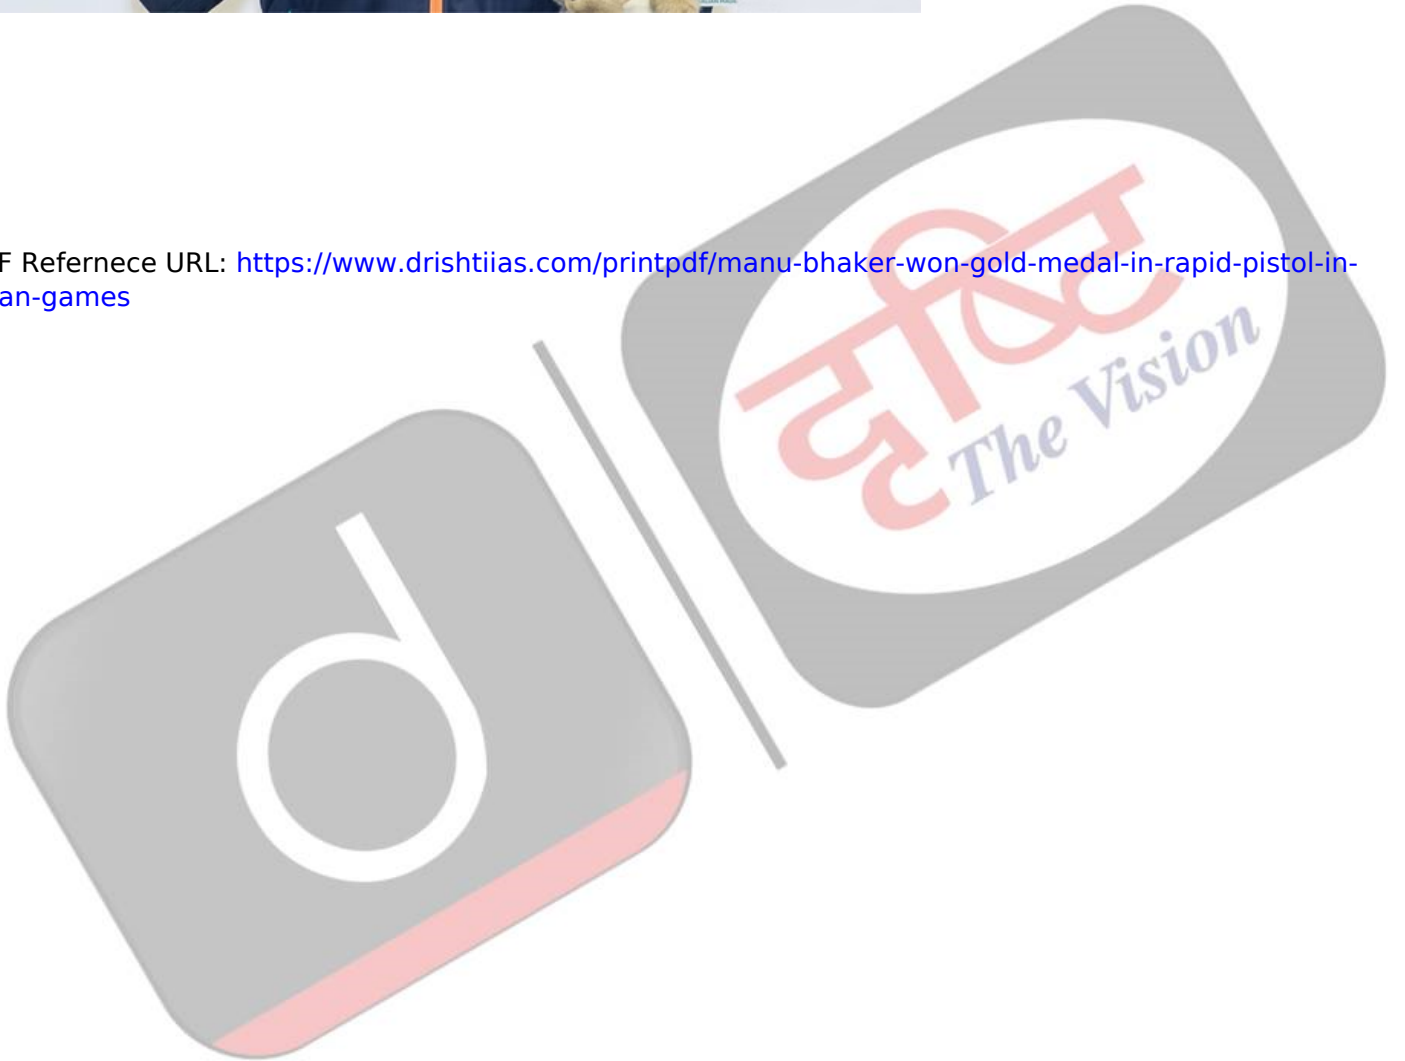 F Refernece URL: https://www.drishtiias.com/printpdf/manu-bhaker-won-gold-medal-in-rapid-pistol-in-
an-games
दृष्टि
The Vision
d